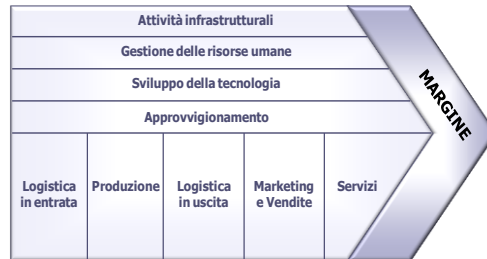 Attività infrastrutturali
Gestione delle risorse umane
Sviluppo della tecnologia
Approvvigionamento
MARGINE
Logistica
in entrata
Produzione
Logistica
in uscita
Marketing
e Vendite
Servizi